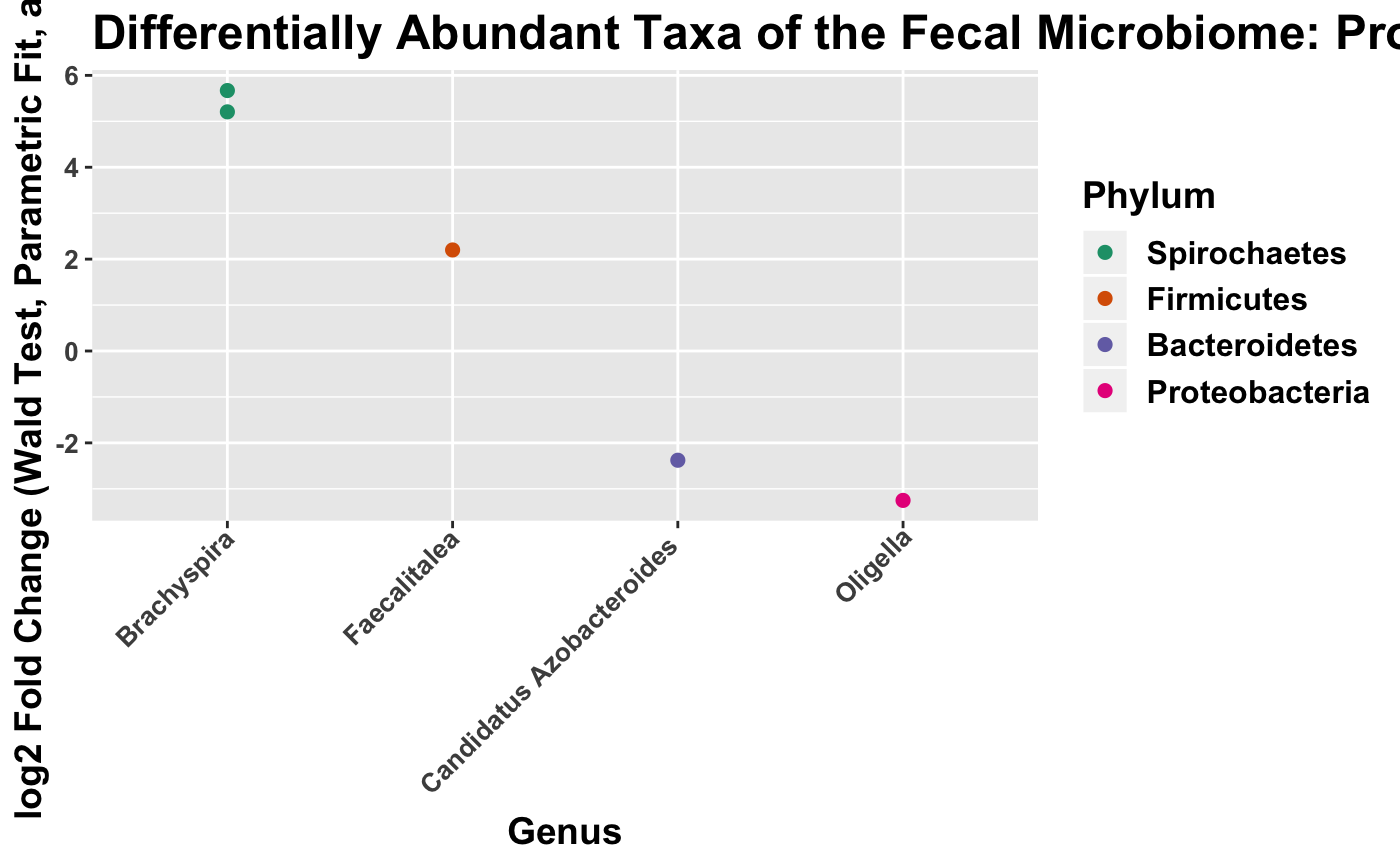 Differentially Abundant Taxa of the Fecal Microbiome:
log2 Fold Change (Wald Test, Parametric Fit,
6
4
2
0
-2
Brachyspira
Faecalitalea
Candidatus Azobacteroides
Oligella
Genus
Phylum
Spirochaetes
Firmicutes
Bacteroidetes
Proteobacteria